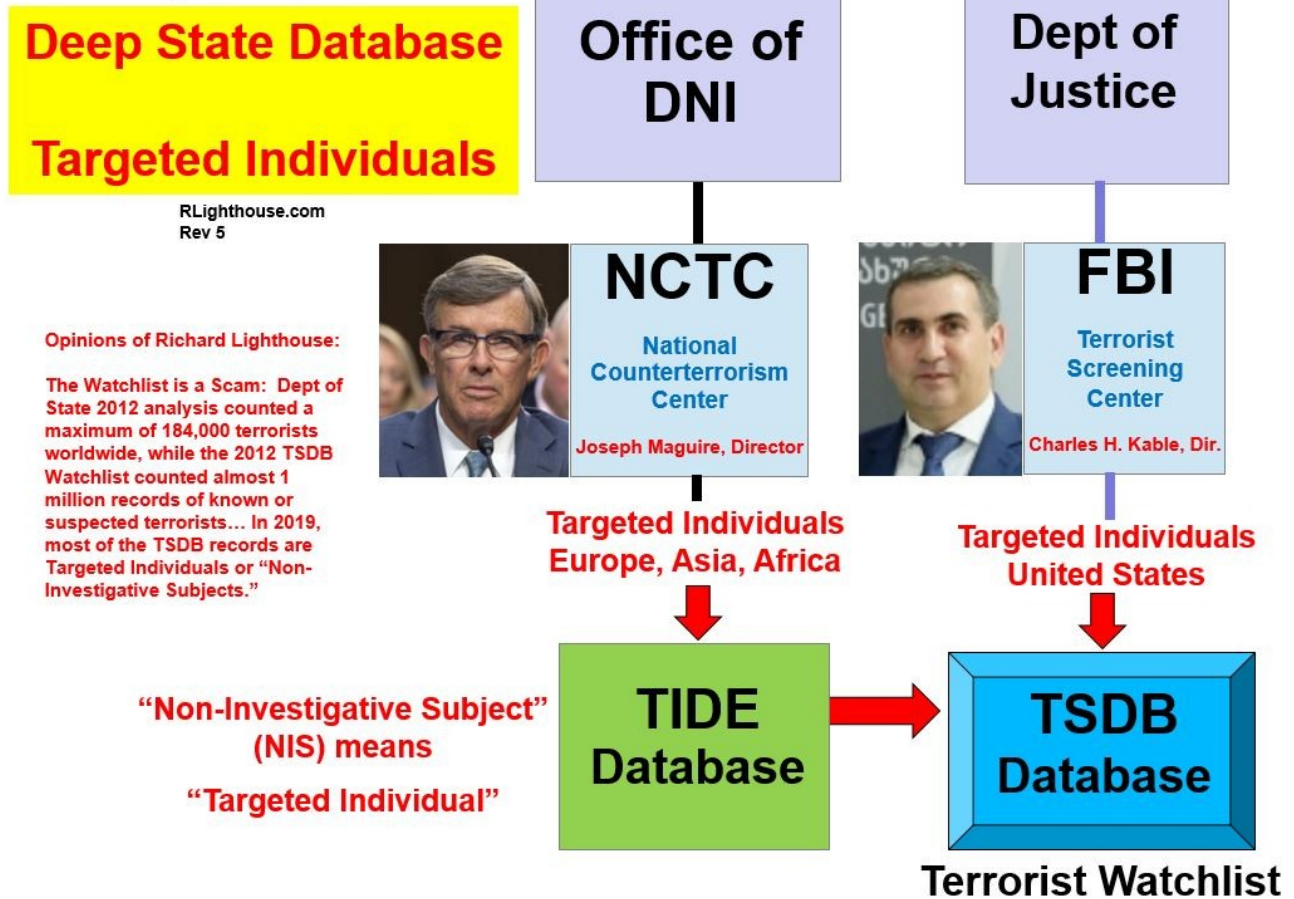 Deep State Database
Targeted Individuals
RLighthouse.com
Rev 5
Opinions of Richard Lighthouse:
The Watchlist is a Scam: Dept of
State 2012 analysis counted a
maximum of 184,000 terrorists
worldwide, while the 2012 TSDB
Watchlist counted almost 1
million records of known or
suspected terrorists… In 2019,
most of the TSDB records are
Targeted Individuals or “Non-
Investigative Subjects.”
Office of
DNI
NCTC
National
Counterterrorism
Center
Joseph Maguire, Director
Targeted Individuals
Europe, Asia, Africa
Dept of
Justice
FBI
Terrorist
Screening
Center
Charles H. Kable, Dir.
Targeted Individuals
United States
“Non-Investigative Subject”
(NIS) means
“Targeted Individual”
TIDE
Database
TSDB
Database
Terrorist Watchlist